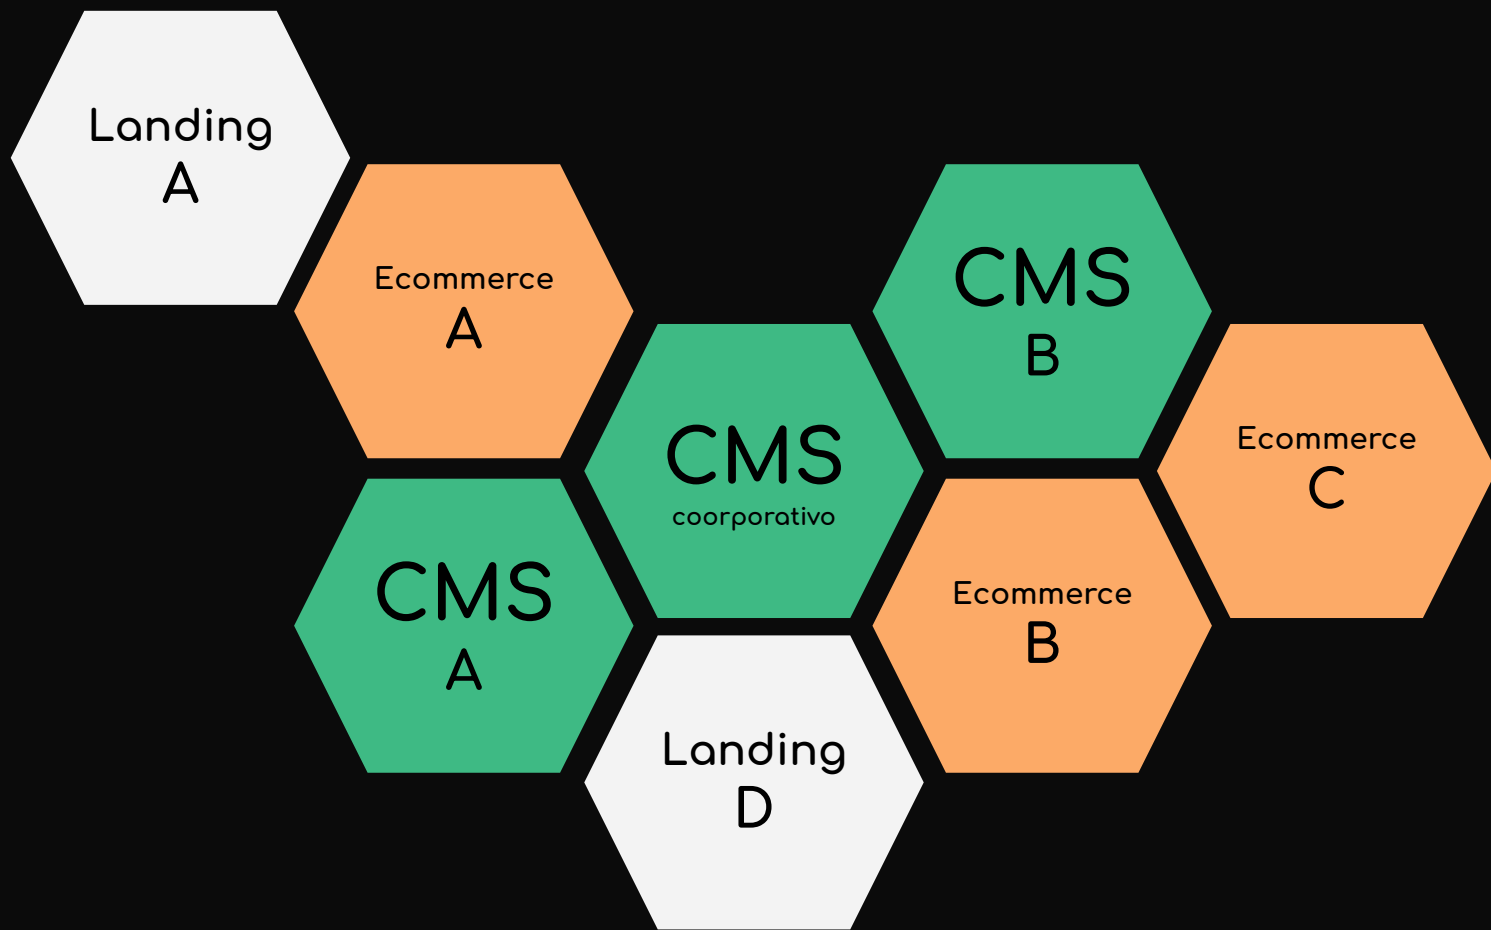 Landing
A
Ecommerce
A
CMS
B
CMS
coorporativo
Ecommerce
C
CMS
A
Ecommerce
B
Landing
D